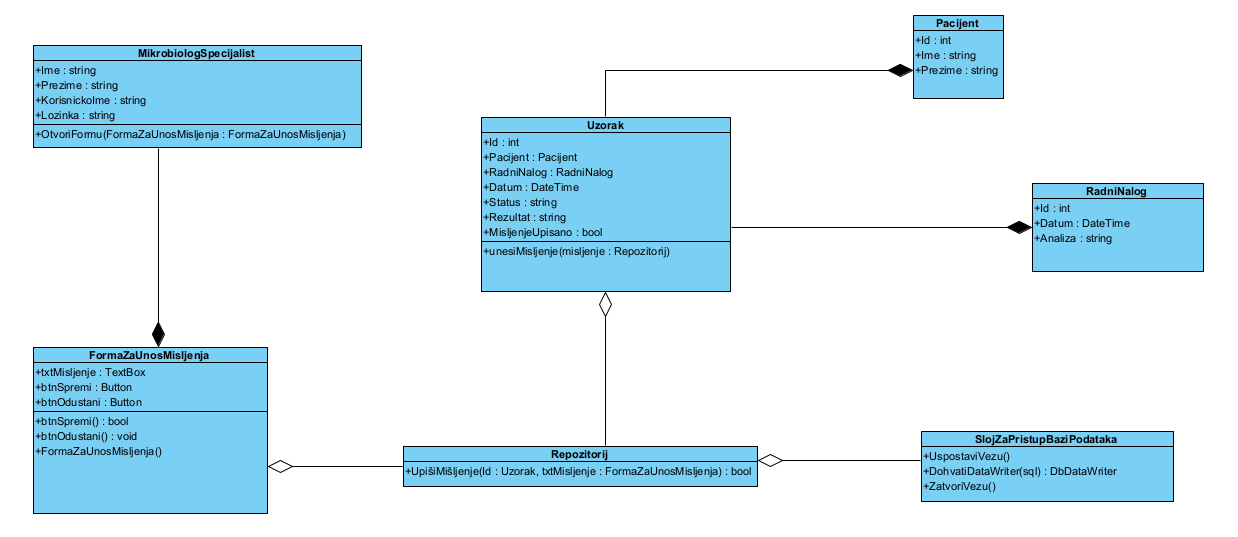 MikrobiologSpecijalist
+Ime : string
+Prezime : string
+KorisnickoIme : string
+Lozinka : string
+OtvoriFormu(FormaZaUnosMisljenja : FormaZaUnosMisljenja)
Pacijent
+Id : int
+Ime : string
+Prezime : string
Uzorak
+Id : int
+Pacijent : Pacijent
+RadniNalog : RadniNalog
+Datum : DateTime
+Status : string
+Rezultat : string
+MisljenjeUpisano : bool
+unesiMisljenje(misljenje : Repozitorij)
RadniNalog
+Id : int
+Datum : DateTime
+Analiza : string
FormaZaUnosMisljenja
+txtMisljenje : TextBox
+btnSpremi : Button
+btnOdustani : Button
+btnSpremi() : bool
+btnOdustani() : void
+FormaZaUnosMisljenja()
Repozitorij
+UpišiMišljenje(Id : Uzorak, txtMisljenje : FormaZaUnosMisljenja) : bool
SlojZaPristupBaziPodataka
+UspostaviVezu()
+DohvatiDataWriter(sql) : DbDataWriter
+ZatvoriVezu()